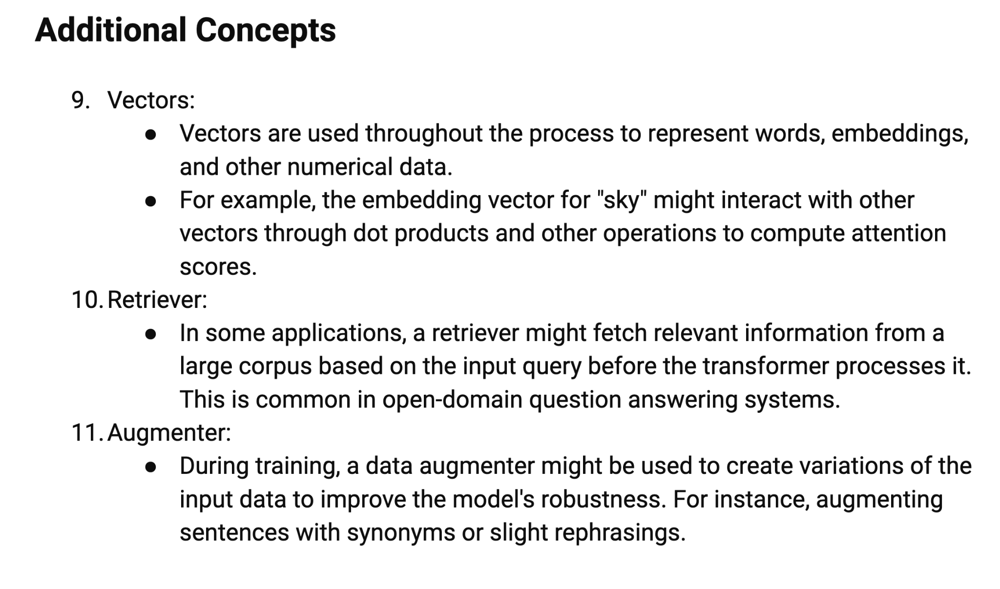 Additional Concepts
9. Vectors:
● Vectors are used throughout the process to represent words, embeddings,
and other numerical data.
● For example, the embedding vector for "sky" might interact with other
vectors through dot products and other operations to compute attention
scores.
10. Retriever:
● In some applications, a retriever might fetch relevant information from a
large corpus based on the input query before the transformer processes it.
This is common in open-domain question answering systems.
11. Augmenter:
● During training, a data augmenter might be used to create variations of the
input data to improve the model's robustness. For instance, augmenting
sentences with synonyms or slight rephrasings.